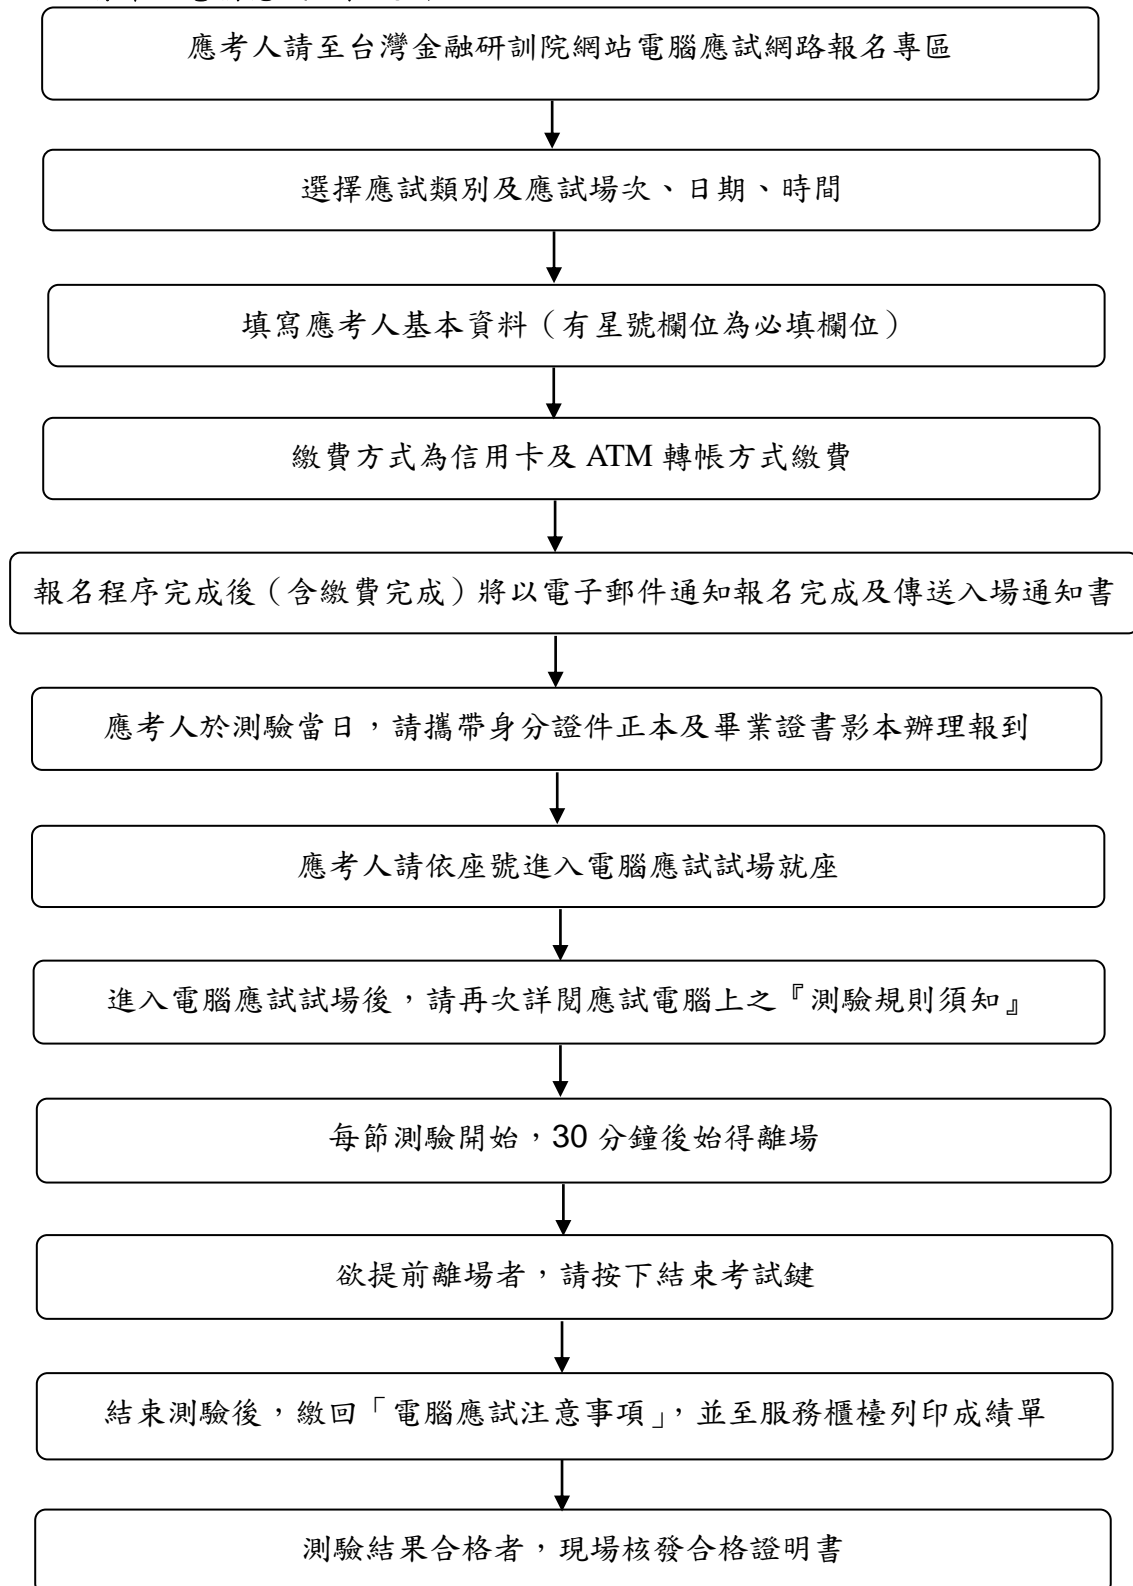 應考人請至台灣金融研訓院網站電腦應試網路報名專區
選擇應試類別及應試場次、日期、時間
填寫應考人基本資料（有星號欄位為必填欄位）
繳費方式為信用卡及 ATM 轉帳方式繳費
報名程序完成後（含繳費完成）將以電子郵件通知報名完成及傳送入場通知書
應考人於測驗當日，請攜帶身分證件正本及畢業證書影本辦理報到
應考人請依座號進入電腦應試試場就座
進入電腦應試試場後，請再次詳閱應試電腦上之『測驗規則須知』
每節測驗開始，30 分鐘後始得離場
欲提前離場者，請按下結束考試鍵
結束測驗後，繳回「電腦應試注意事項」，並至服務櫃檯列印成績單
測驗結果合格者，現場核發合格證明書